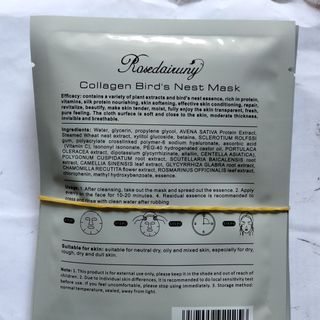 Rosedairuny
Collagen Bird's Nest Mask
Efficacy: contains a variety of plant extracts and bird's nest essence, rich in protein,
vitamins, silk protein nourishing, skin softening, effective skin conditioning, repair,
revitalize, beautify, make skin tender, moist, fully enjoy the skin transparent, fresh,
pure feeling. The cloth surface is soft and close to the skin, moderate thickness,
invisible and breathable.
Ingredients: Water, glycerin, propylene glycol, AVENA SATIVA Protein Extract,
Steamed Wheat Nest extract, xylitol glucoside, betaine, SCLEROTIUM ROLFSSI
gum, polyacrylate crosslinked polymer-6 sodium hyaluronate, ascorbic acid
(Vitamin C), PEG-40 hydrogenated castor oil, PORTULACA
OLERACEA extract, diazolidinyl, allantin, CENTELLA ASIATICA),
POLYGONUM CUSPIDATUM root extract, SCUTELLARIA BAICALENSIS root
extract, CAMELLIA SINENSIS leaf extract, GLYCYRRHIZA GLABRA root extract,
CHAMOMILLA RECUTITA flower extract, ROSMARINUS OFFICINALIS leaf extract,
chlorophenin, methyl hydroxybenzoate, essence.
Usage: 1. After cleansing, take out the mask and spread out the essence. 2. Apply
evenly to the face for 10-20 minutes. 4. Residual essence is recommended to
press and rinse with clean water after rubbing
Suitable for skin: suitable for neutral dry, oily and mixed skin, especially for dry,
rough, dry and dull skin.
Note: 1. This product is for external use only, please keep it in the shade and out of reach of
children. 2. Due to individual skin differences, it is recommended to do local sensitivity test
before use. If you feel uncomfortable, please stop using immediately. 3. Storage method:
normal temperature, sealed, away from light.